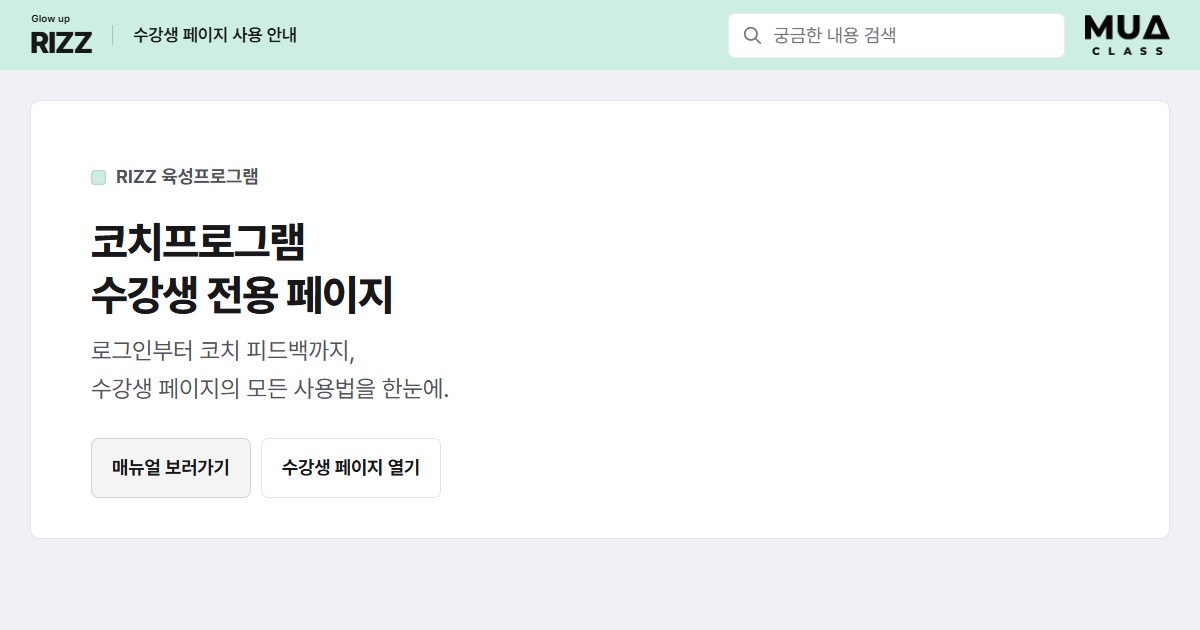 Glow up
RIZZ
수강생 페이지 사용 안내
궁금한 내용 검색
MUA
CLASS
RIZZ 육성프로그램
코치프로그램
수강생 전용 페이지
로그인부터 코치 피드백까지,
수강생 페이지의 모든 사용법을 한눈에.
매뉴얼 보러가기
수강생 페이지 열기